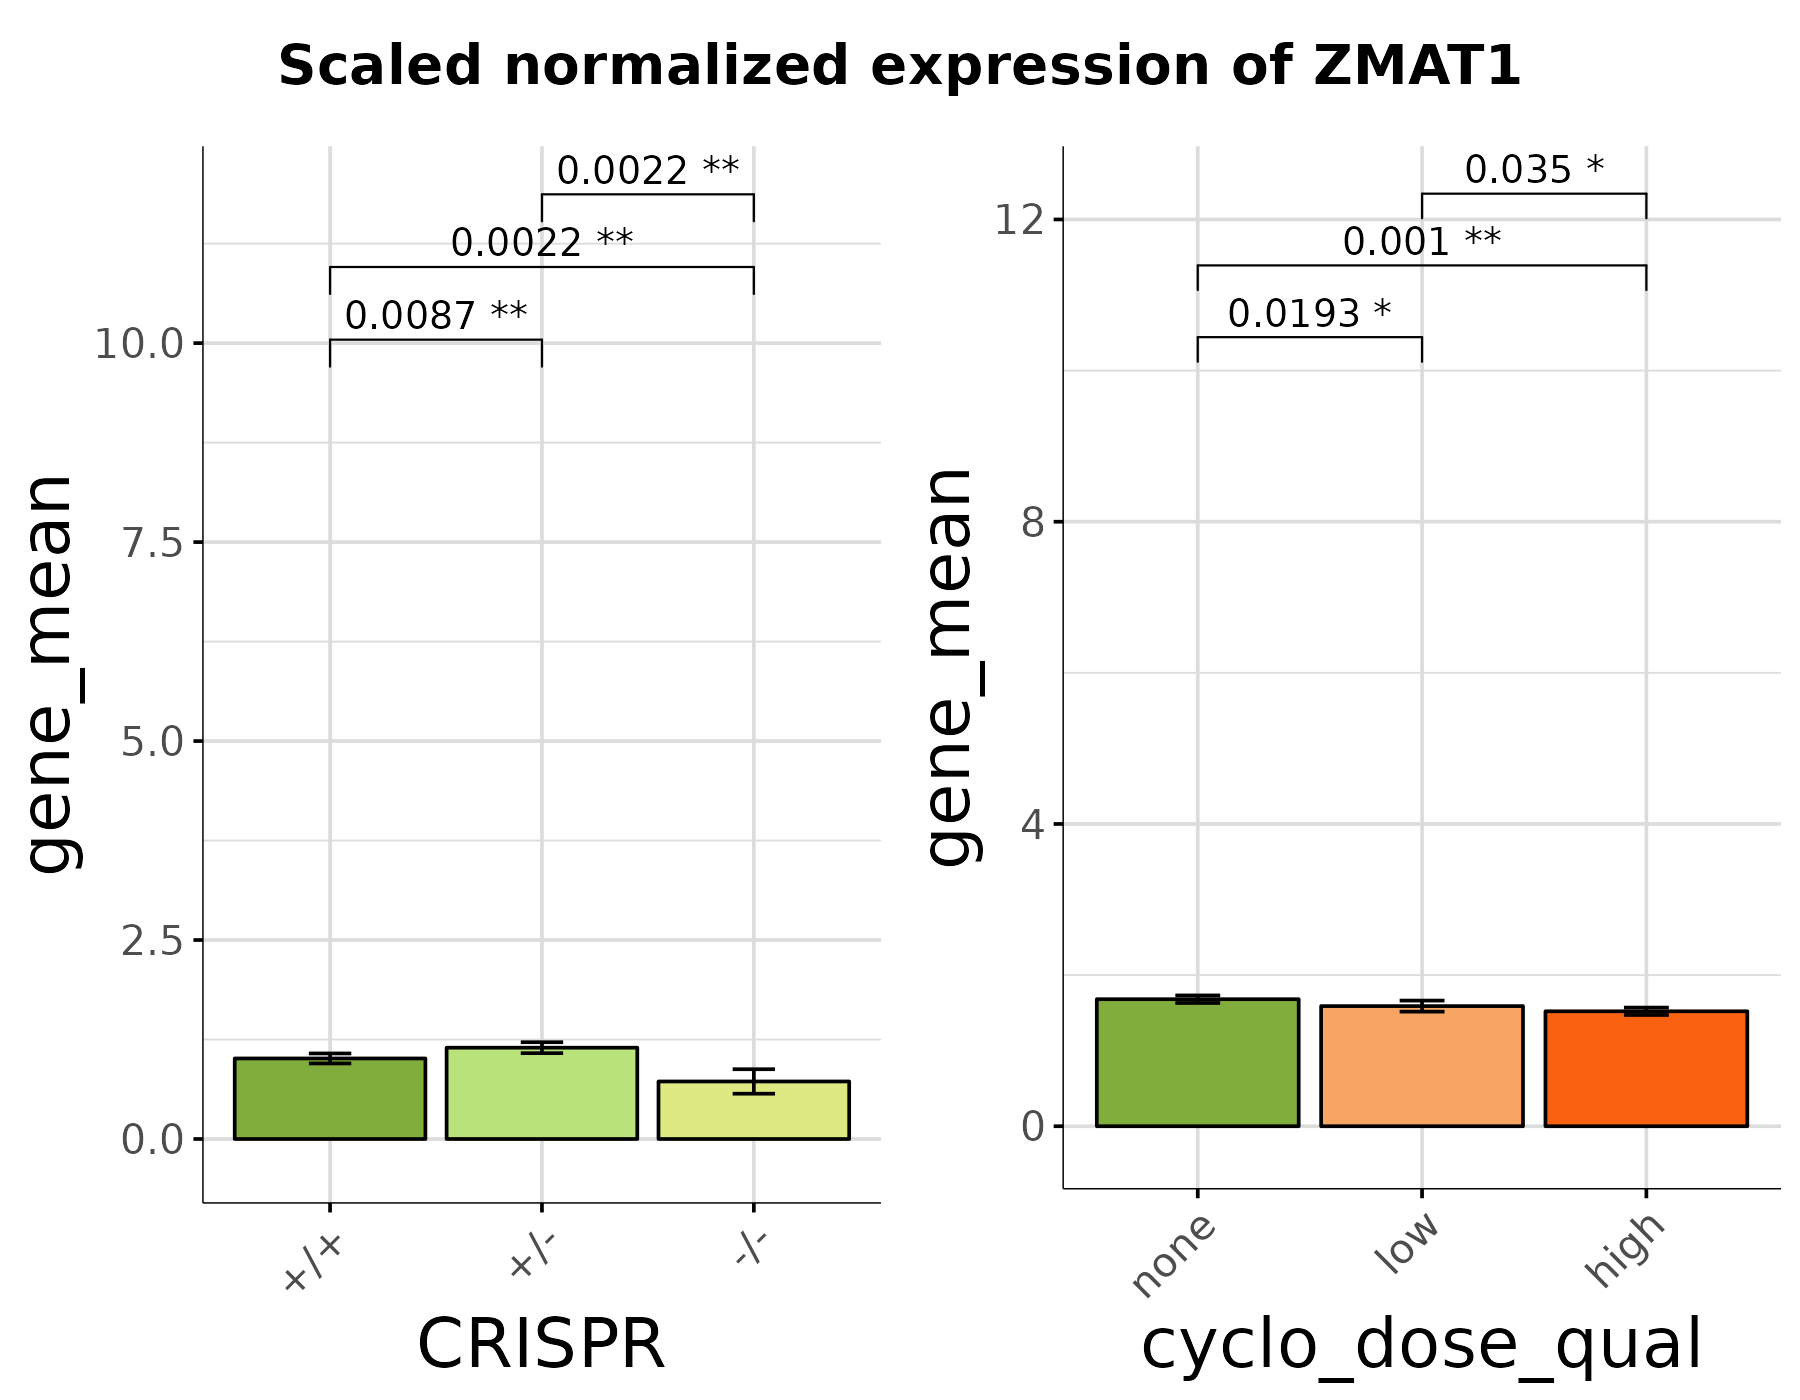 Scaled normalized expression of ZMAT1
gene_mean
10.0
7.5
5.0
2.5
0.0
0.0022 **
0.0022 **
0.0087 **
+/+
+/-
-/-
CRISPR
gene_mean
12
8
4
0
0.035 *
0.001 **
0.0193 *
none
low
high
cyclo_dose_qual